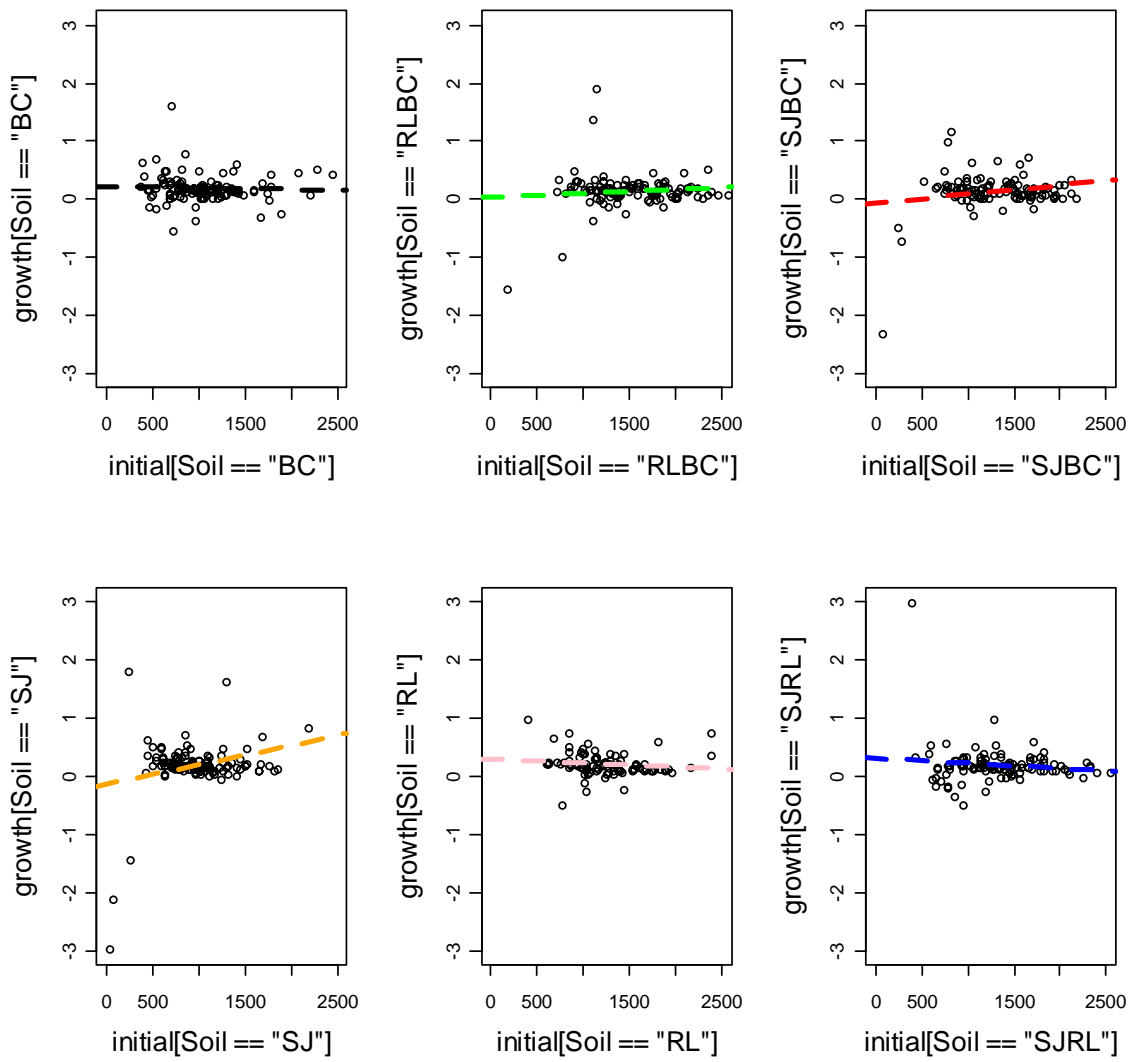 growth[Soil == "BC"]
3
2
1
0
-1
-2
-3
0 500 1500 2500
initial[Soil == "BC"]
growth[Soil == "RLBC"]
3
2
1
0
-1
-2
-3
0 500 1500 2500
initial[Soil == "RLBC"]
growth[Soil == "SJBC"]
3
2
1
0
-1
-2
-3
0 500 1500 2500
initial[Soil == "SJBC"]
growth[Soil == "SJ"]
3
2
1
0
-1
-2
-3
0 500 1500 2500
initial[Soil == "SJ"]
growth[Soil == "RL"]
3
2
1
0
-1
-2
-3
0 500 1500 2500
initial[Soil == "RL"]
growth[Soil == "SJRL"]
3
2
1
0
-1
-2
-3
0 500 1500 2500
initial[Soil == "SJRL"]